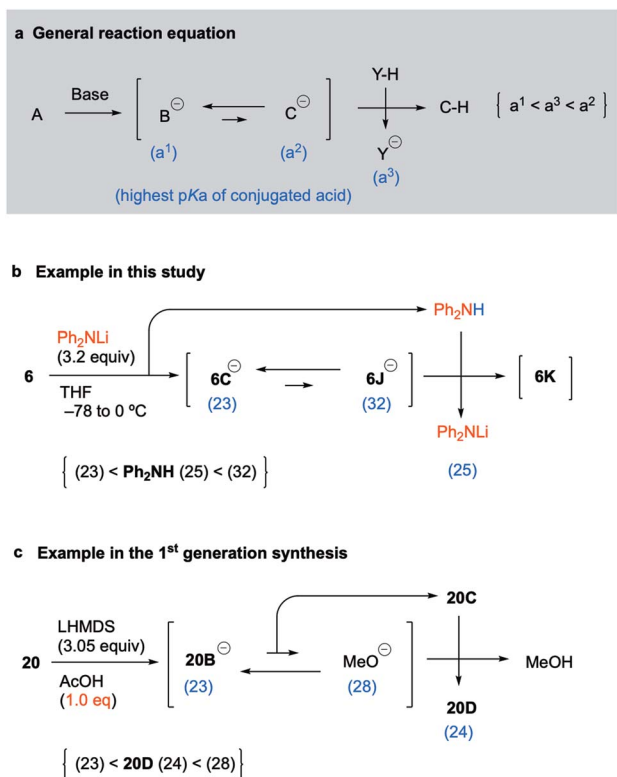 a General reaction equation
Y-H
Base
A
B⊖
C⊖
C-H { a¹ < a³ < a² }
(a¹)
(a²)
Y⊖
(a³)
(highest pKa of conjugated acid)
b Example in this study
Ph₂NH
Ph₂NLi
(3.2 equiv)
6
6C⊖
6J⊖
[ 6K ]
THF
–78 to 0 ºC
(23)
(32)
Ph₂NLi
{ (23) < Ph₂NH (25) < (32) }
(25)
c Example in the 1st generation synthesis
20C
LHMDS
(3.05 equiv)
20
20B⊖
MeO⊖
MeOH
AcOH
(1.0 eq)
(23)
(28)
20D
(24)
{ (23) < 20D (24) < (28) }